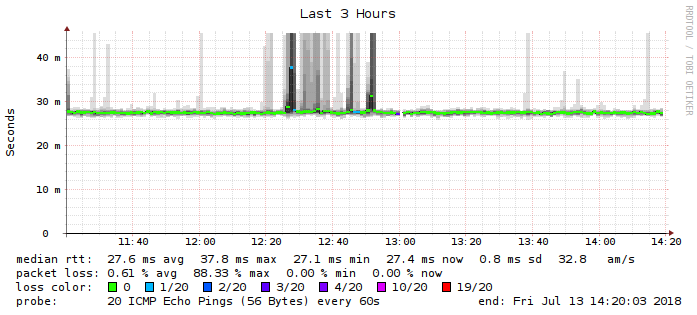 Last 3 Hours
RRDTOOL / TOBI OETIKER
Seconds
40 m
30 m
20 m
10 m
0
11:40 12:00 12:20 12:40 13:00 13:20 13:40 14:00 14:20
median rtt: 27.6 ms avg 37.8 ms max 27.1 ms min 27.4 ms now 0.8 ms sd 32.8 am/s
packet loss: 0.61 % avg 88.33 % max 0.00 % min 0.00 % now
loss color: 0 1/20 2/20 3/20 4/20 10/20 19/20
probe: 20 ICMP Echo Pings (56 Bytes) every 60s end: Fri Jul 13 14:20:03 2018